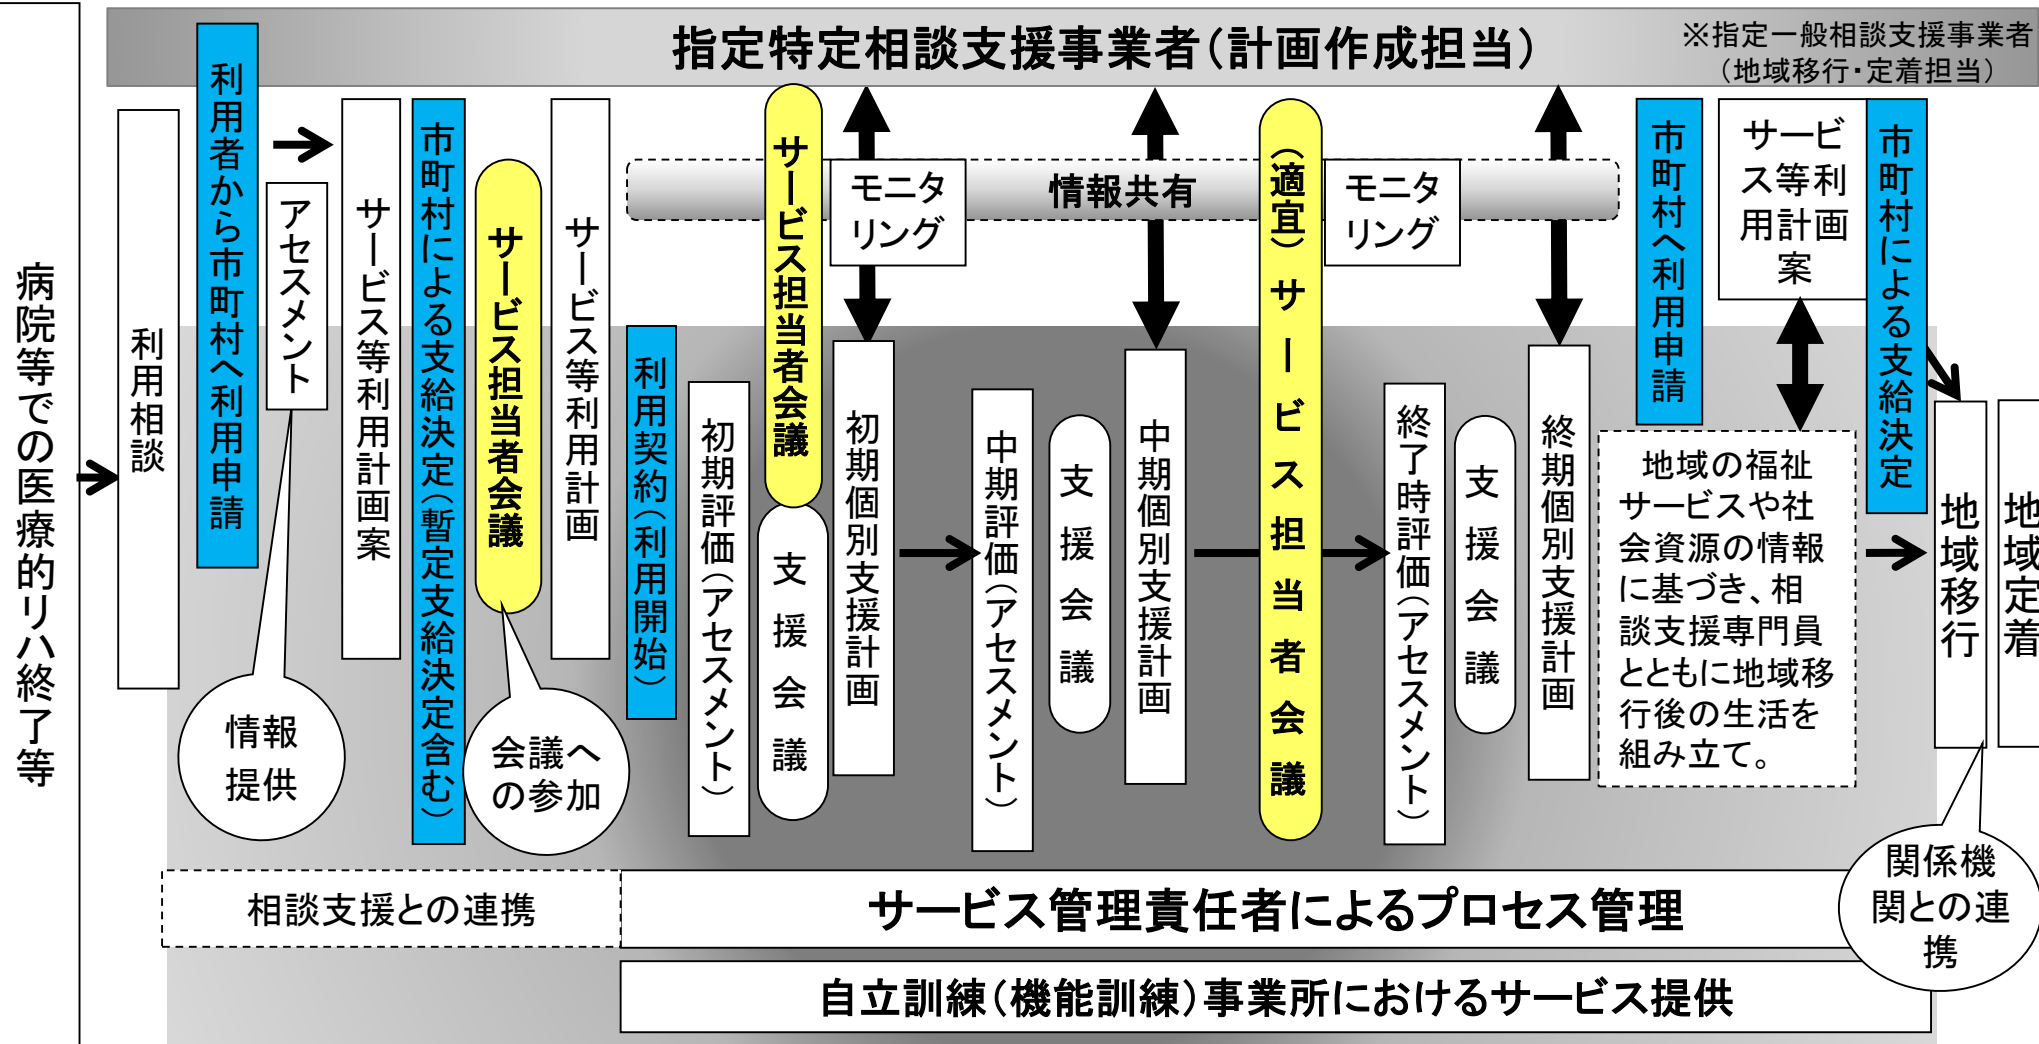 指定特定相談支援事業者(計画作成担当)
※指定一般相談支援事業者
(地域移行・定着担当)
病院等での医療的リハ終了等
利用相談
利用者から市町村へ利用申請
アセスメント
情報
提供
サービス等利用計画案
市町村による支給決定(暫定支給決定含む)
サービス担当者会議
会議へ
の参加
サービス等利用計画
利用契約(利用開始)
情報共有
初期評価(アセスメント)
サービス担当者会議
支援会議
モニタ
リング
初期個別支援計画
中期評価(アセスメント)
支援会議
中期個別支援計画
(適宜)サービス担当者会議
モニタ
リング
終了時評価(アセスメント)
支援会議
終期個別支援計画
市町村へ利用申請
サービ
ス等利
用計画
案
市町村による支給決定
地域の福祉
サービスや社
会資源の情報
に基づき、相
談支援専門員
とともに地域移
行後の生活を
組み立て。
地域移行
地域定着
関係機
関との連
携
相談支援との連携
サービス管理責任者によるプロセス管理
自立訓練(機能訓練)事業所におけるサービス提供